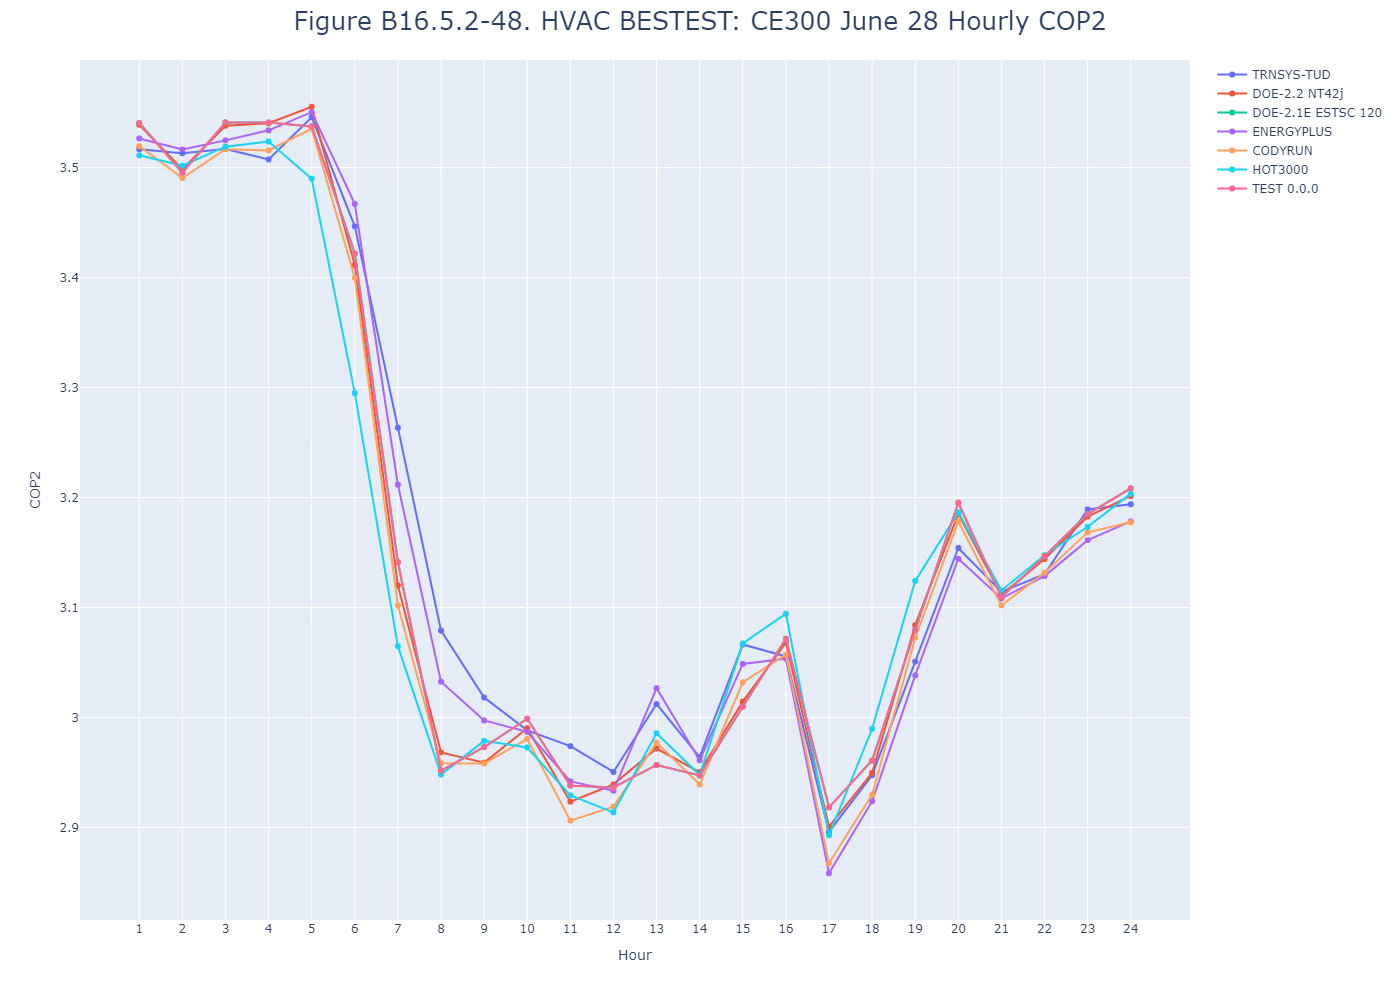 Figure B16.5.2-48. HVAC BESTEST: CE300 June 28 Hourly COP2
TRNSYS-TUD
DOE-2.2 NT42j
DOE-2.1E ESTSC 120
ENERGYPLUS
CODYRUN
HOT3000
TEST 0.0.0
3.5
3.4
3.3
3.2
3.1
3
2.9
COP2
1 2 3 4 5 6 7 8 9 10 11 12 13 14 15 16 17 18 19 20 21 22 23 24
Hour